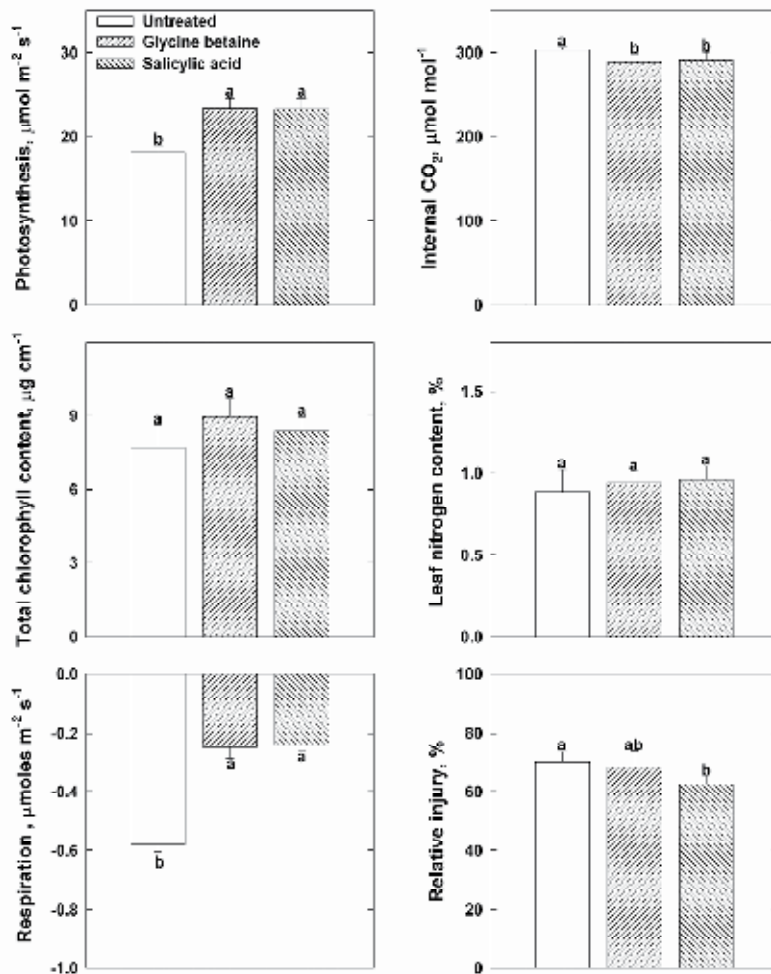 Untreated
Glycine betaine
Salicylic acid
Photosynthesis, μmol m⁻² s⁻¹
30
20
10
0
b
a
a
Internal CO₂, μmol mol⁻¹
300
200
100
0
a
b
b
Total chlorophyll content, μg cm⁻¹
9
6
3
0
a
a
a
Leaf nitrogen content, %
1.5
1.0
0.5
0.0
a
a
a
Respiration , μmoles m⁻² s⁻¹
0.0
-0.2
-0.4
-0.6
-0.8
-1.0
b
a
a
Relative injury, %
100
80
60
40
20
0
a
ab
b